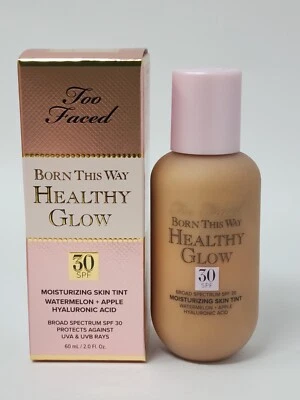 Too
Faced
BORN THIS WAY
HEALTHY
GLOW
30
SPF
MOISTURIZING SKIN TINT
WATERMELON + APPLE
HYALURONIC ACID
BROAD SPECTRUM SPF 30
PROTECTS AGAINST
UVA & UVB RAYS
60 mL / 2.0 Fl. Oz.
BORN THIS WAY
HEALTHY
GLOW
30
SPF
BROAD SPECTRUM SPF 30
MOISTURIZING SKIN TINT
WATERMELON + APPLE
HYALURONIC ACID